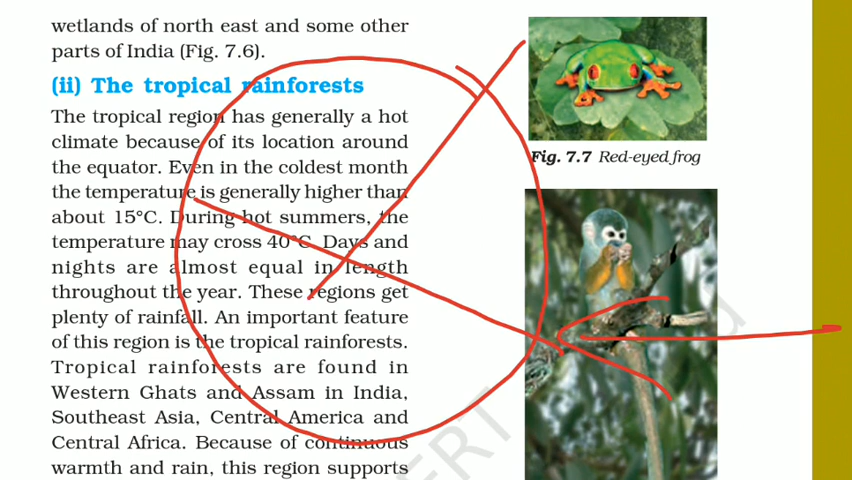 wetlands of north east and some other
parts of India (Fig. 7.6).
(ii) The tropical rainforests
The tropical region has generally a hot
climate because of its location around
the equator. Even in the coldest month
the temperature is generally higher than
about 15°C. During hot summers, the
temperature may cross 40°C. Days and
nights are almost equal in length
throughout the year. These regions get
plenty of rainfall. An important feature
of this region is the tropical rainforests.
Tropical rainforests are found in
Western Ghats and Assam in India,
Southeast Asia, Central America and
Central Africa. Because of continuous
warmth and rain, this region supports
Fig. 7.7 Red-eyed frog